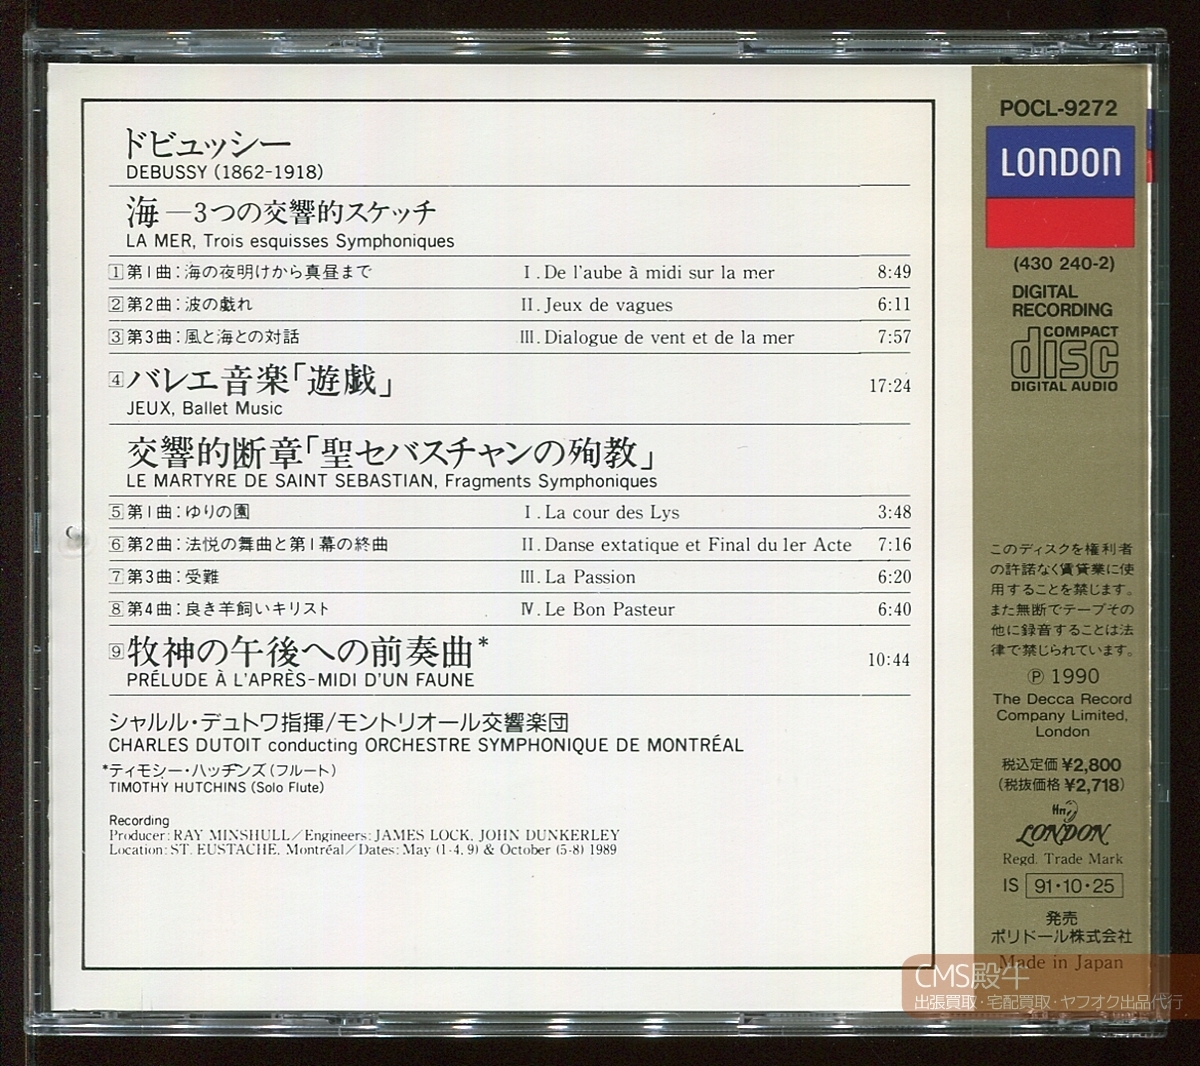 ドビュッシー
DEBUSSY (1862-1918)
海—3つの交響的スケッチ
LA MER, Trois esquisses Symphoniques
1 第1曲:海の夜明けから真昼まで I. De l'aube à midi sur la mer 8:49
2 第2曲:波の戯れ II. Jeux de vagues 6:11
3 第3曲:風と海との対話 III. Dialogue de vent et de la mer 7:57
4 バレエ音楽「遊戯」 17:24
JEUX, Ballet Music
交響的断章「聖セバスチャンの殉教」
LE MARTYRE DE SAINT SEBASTIAN, Fragments Symphoniques
5 第1曲:ゆりの園 I. La cour des Lys 3:48
6 第2曲:法悦の舞曲と第1幕の終曲 II. Danse extatique et Final du 1er Acte 7:16
7 第3曲:受難 III. La Passion 6:20
8 第4曲:良き羊飼いキリスト IV. Le Bon Pasteur 6:40
9 牧神の午後への前奏曲* 10:44
PRÉLUDE À L'APRÈS-MIDI D'UN FAUNE
シャルル・デュトワ指揮/モントリオール交響楽団
CHARLES DUTOIT conducting ORCHESTRE SYMPHONIQUE DE MONTRÉAL
*ティモシー・ハッチンズ(フルート)
TIMOTHY HUTCHINS (Solo Flute)
Recording
Producer: RAY MINSHULL/Engineers: JAMES LOCK, JOHN DUNKERLEY
Location: ST. EUSTACHE, Montréal/Dates: May (1-4, 9) & October (5-8) 1989
POCL-9272
LONDON
(430 240-2)
DIGITAL
RECORDING
COMPACT
disc
DIGITAL AUDIO
このディスクを権利者
の許諾なく賃貸業に使
用することを禁じます。
また無断でテープその
他に録音することは法
律で禁じられています。
℗ 1990
The Decca Record
Company Limited,
London
税込定価 ¥2,800
(税抜価格 ¥2,718)
LONDON
Regd. Trade Mark
IS 91・10・25
発売
ポリドール株式会社
Made in Japan
CMS殿牛
出張買取・宅配買取・ヤフオク出品代行